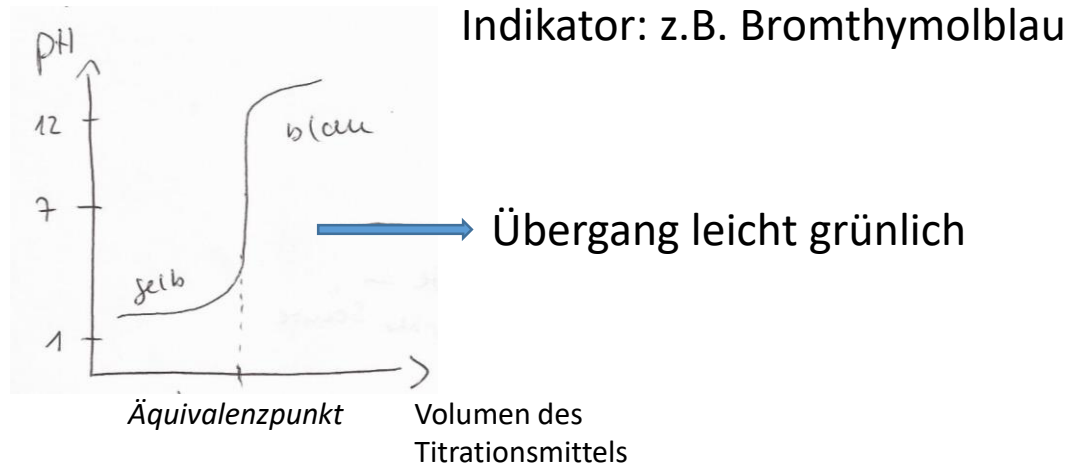 Indikator: z.B. Bromthymolblau
pH
12
blau
7
Übergang leicht grünlich
gelb
1
Äquivalenzpunkt
Volumen des
Titrationsmittels